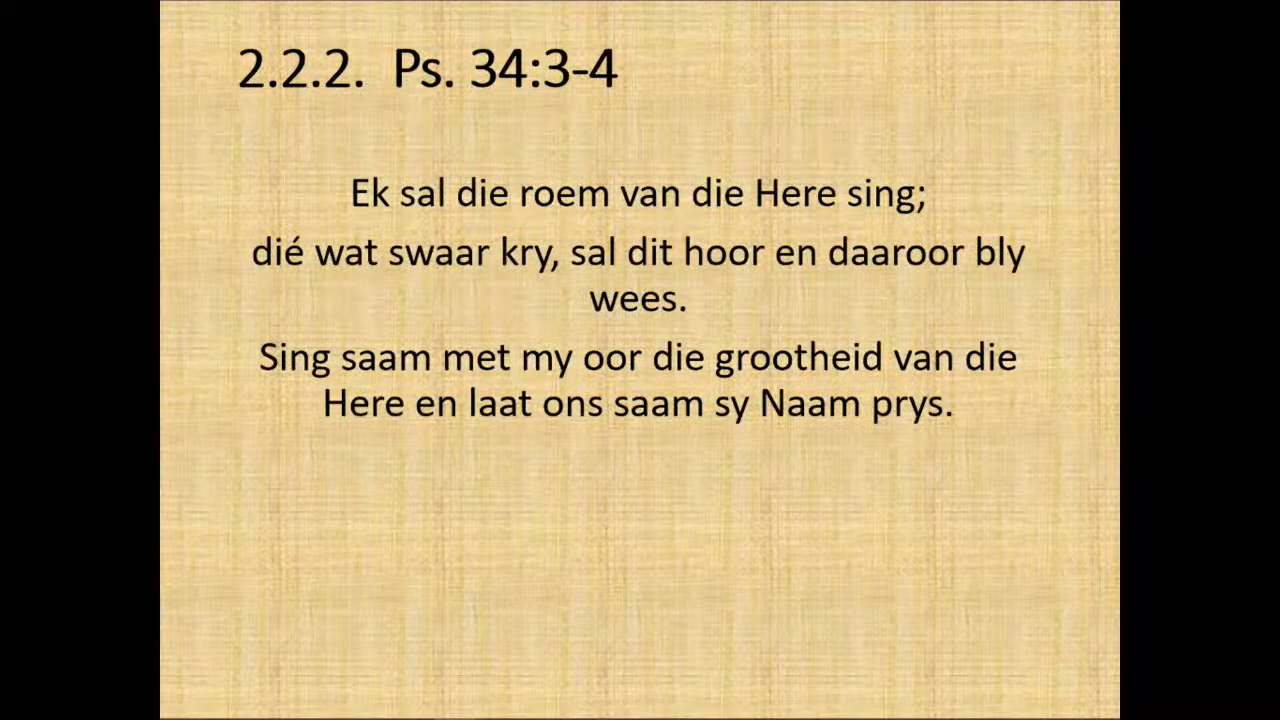 2.2.2. Ps. 34:3-4
Ek sal die roem van die Here sing;
dié wat swaar kry, sal dit hoor en daaroor bly
wees.
Sing saam met my oor die grootheid van die
Here en laat ons saam sy Naam prys.